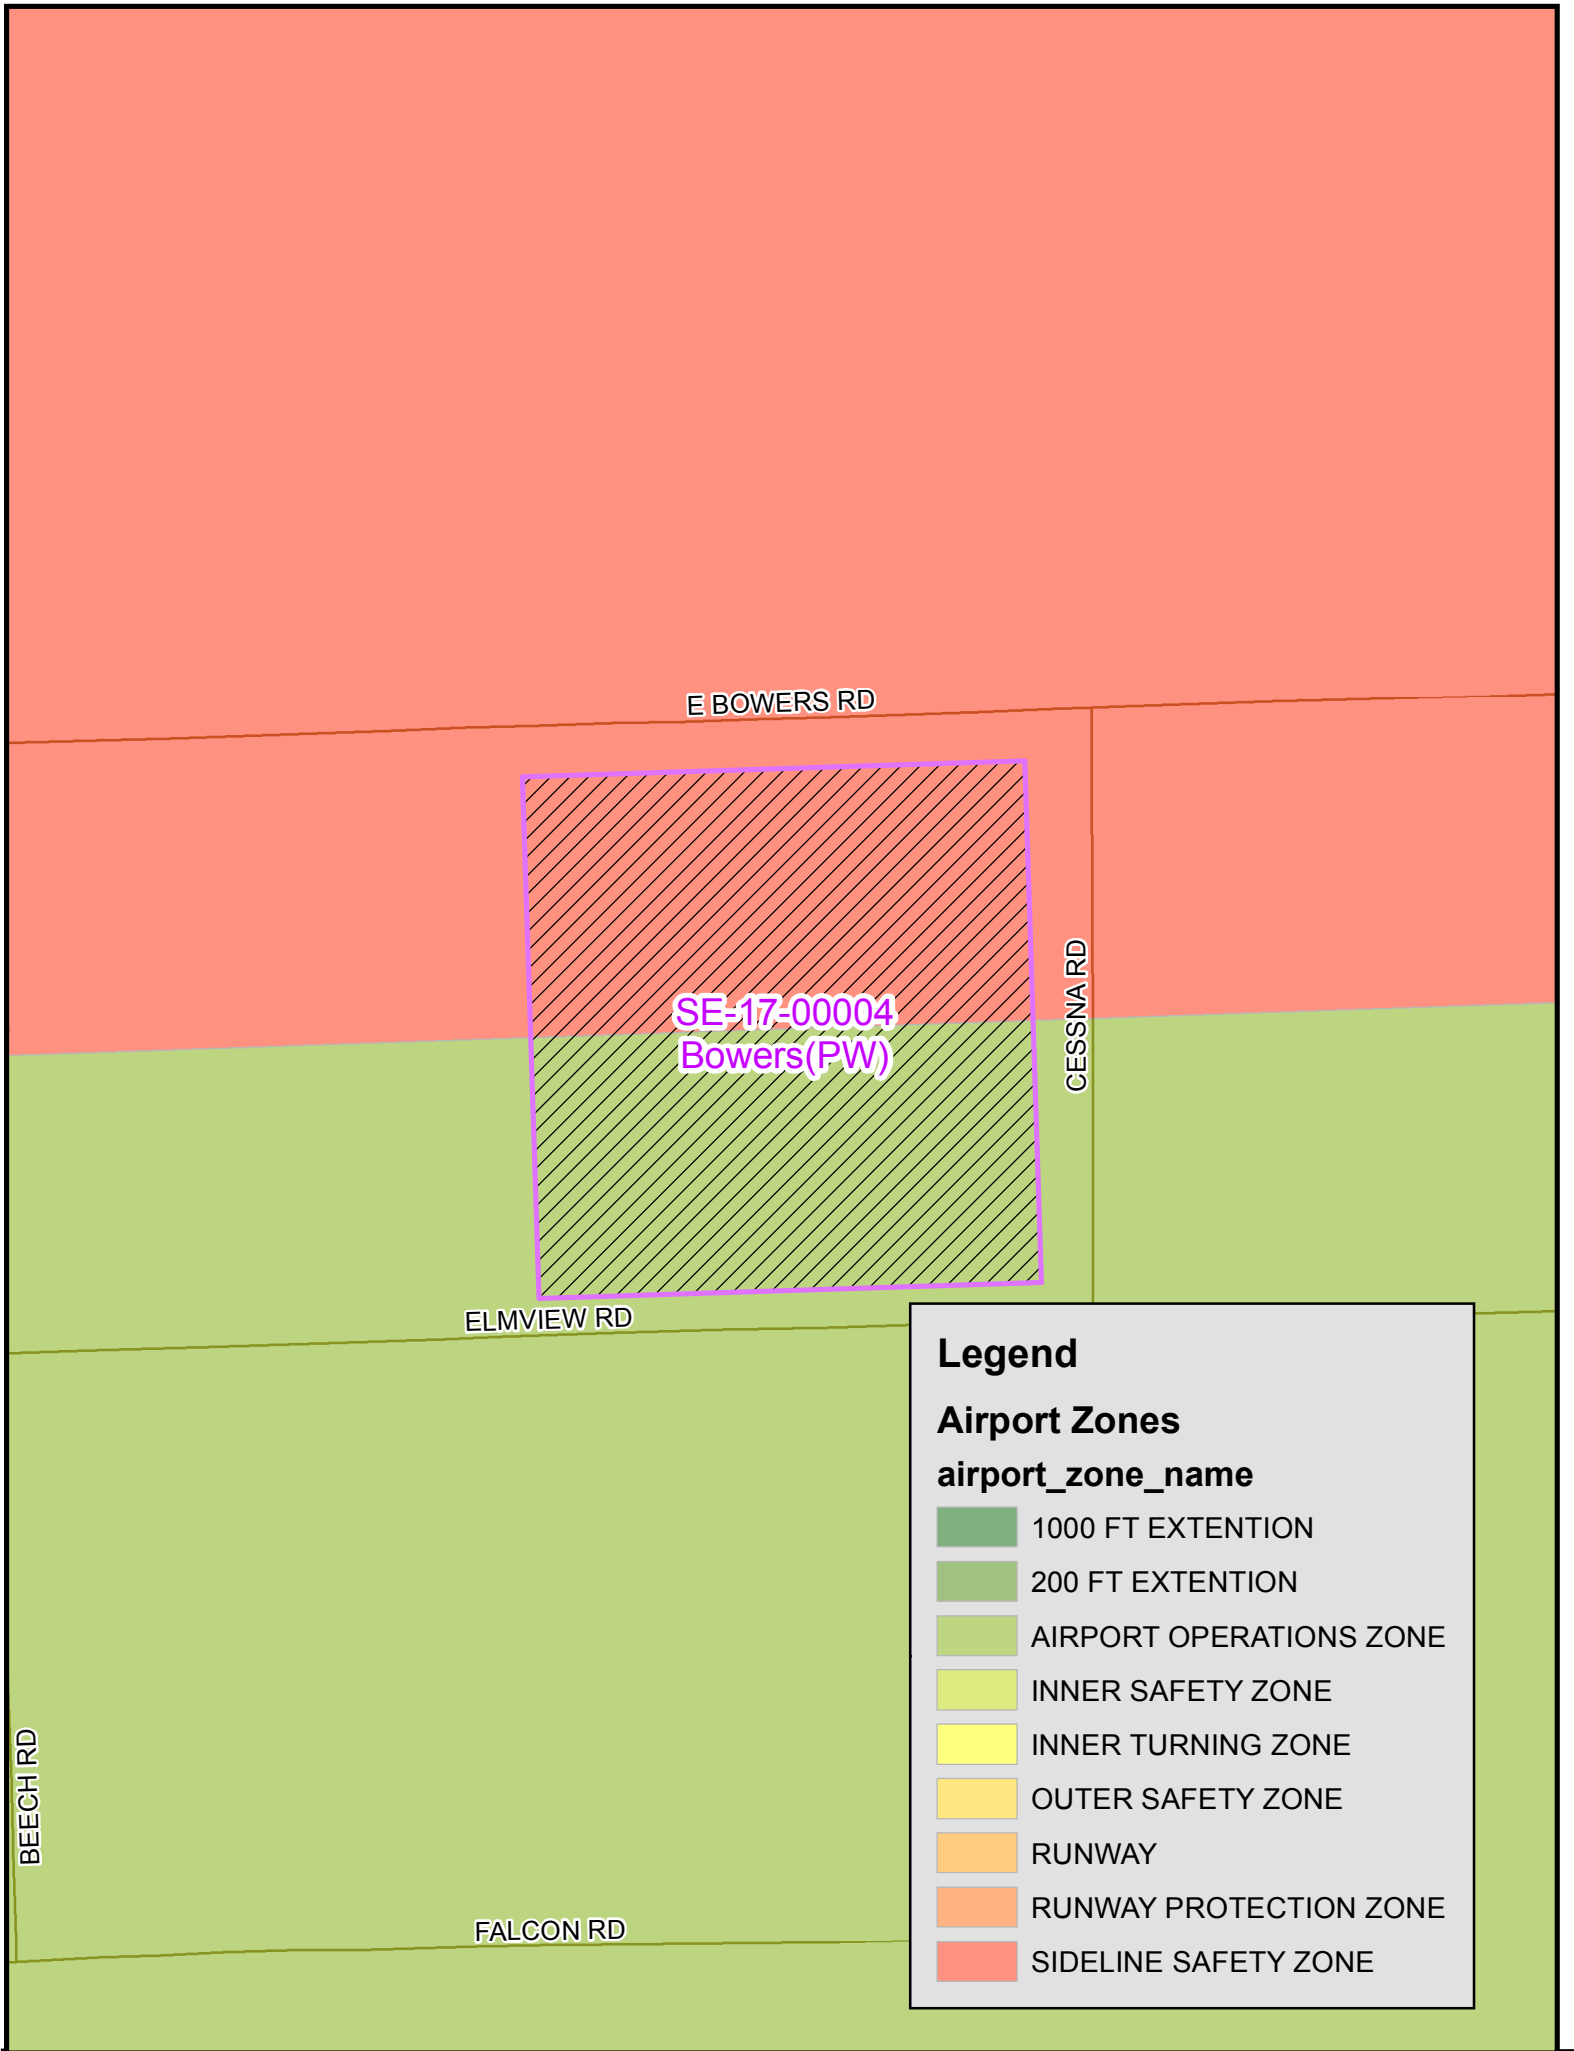 E BOWERS RD
CESSNA RD
SE-17-00004
Bowers(PW)
ELMVIEW RD
BEECH RD
FALCON RD
Legend
Airport Zones
airport_zone_name
1000 FT EXTENTION
200 FT EXTENTION
AIRPORT OPERATIONS ZONE
INNER SAFETY ZONE
INNER TURNING ZONE
OUTER SAFETY ZONE
RUNWAY
RUNWAY PROTECTION ZONE
SIDELINE SAFETY ZONE